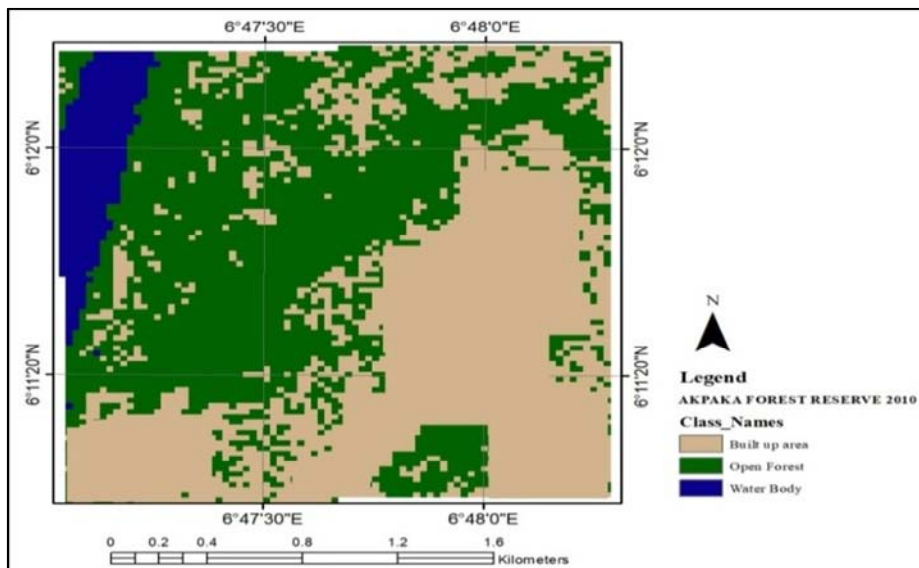 6°47'30"E 6°48'0"E
6°12'0"N 6°12'0"N
6°11'20"N 6°11'20"N
6°47'30"E 6°48'0"E
N
Legend
AKPAKA FOREST RESERVE 2010
Class_Names
Built up area
Open Forest
Water Body
0 0.2 0.4 0.8 1.2 1.6
Kilometers